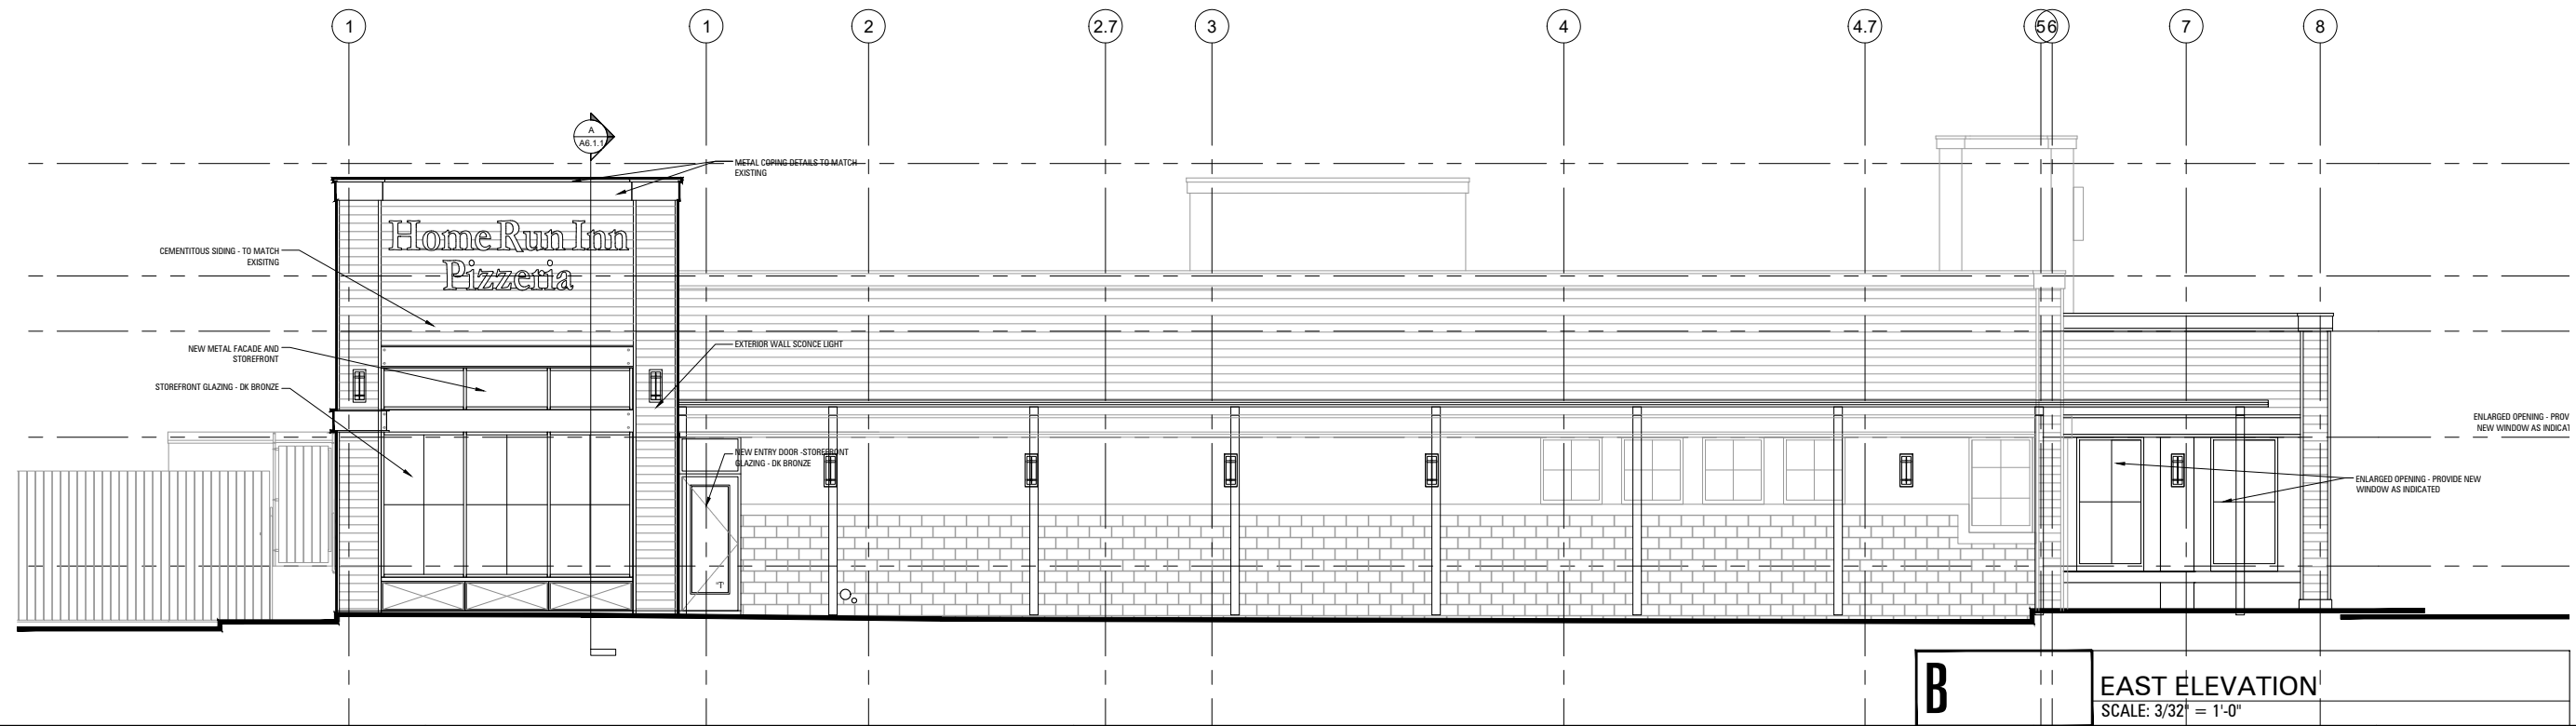 1
1
2
2.7
3
4
4.7
5
6
7
8
A
A6.1.1
METAL COPING DETAILS TO MATCH
EXISTING
Home Run Inn
Pizzeria
CEMENTITOUS SIDING - TO MATCH
EXISITNG
NEW METAL FACADE AND
STOREFRONT
STOREFRONT GLAZING - DK BRONZE
EXTERIOR WALL SCONCE LIGHT
NEW ENTRY DOOR -STOREFRONT
GLAZING - DK BRONZE
"T"
ENLARGED OPENING - PROV
NEW WINDOW AS INDICAT
ENLARGED OPENING - PROVIDE NEW
WINDOW AS INDICATED
B
EAST ELEVATION
SCALE: 3/32" = 1'-0"